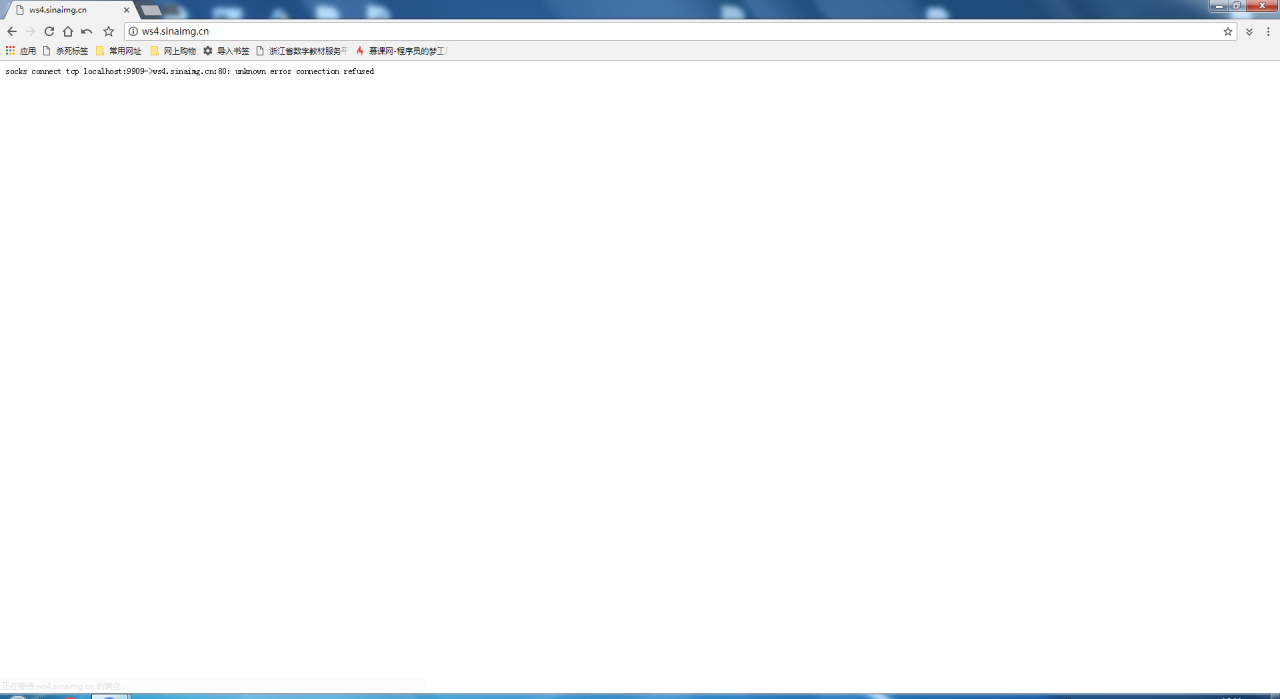 ws4.sinaimg.cn
ws4.sinaimg.cn
应用 杀死标签 常用网址 网上购物 导入书签 浙江省数字教材服务平 慕课网-程序员的梦工
socks connect tcp localhost:9909->ws4.sinaimg.cn:80: unknown error connection refused
正在等待 ws4.sinaimg.cn 的响应...